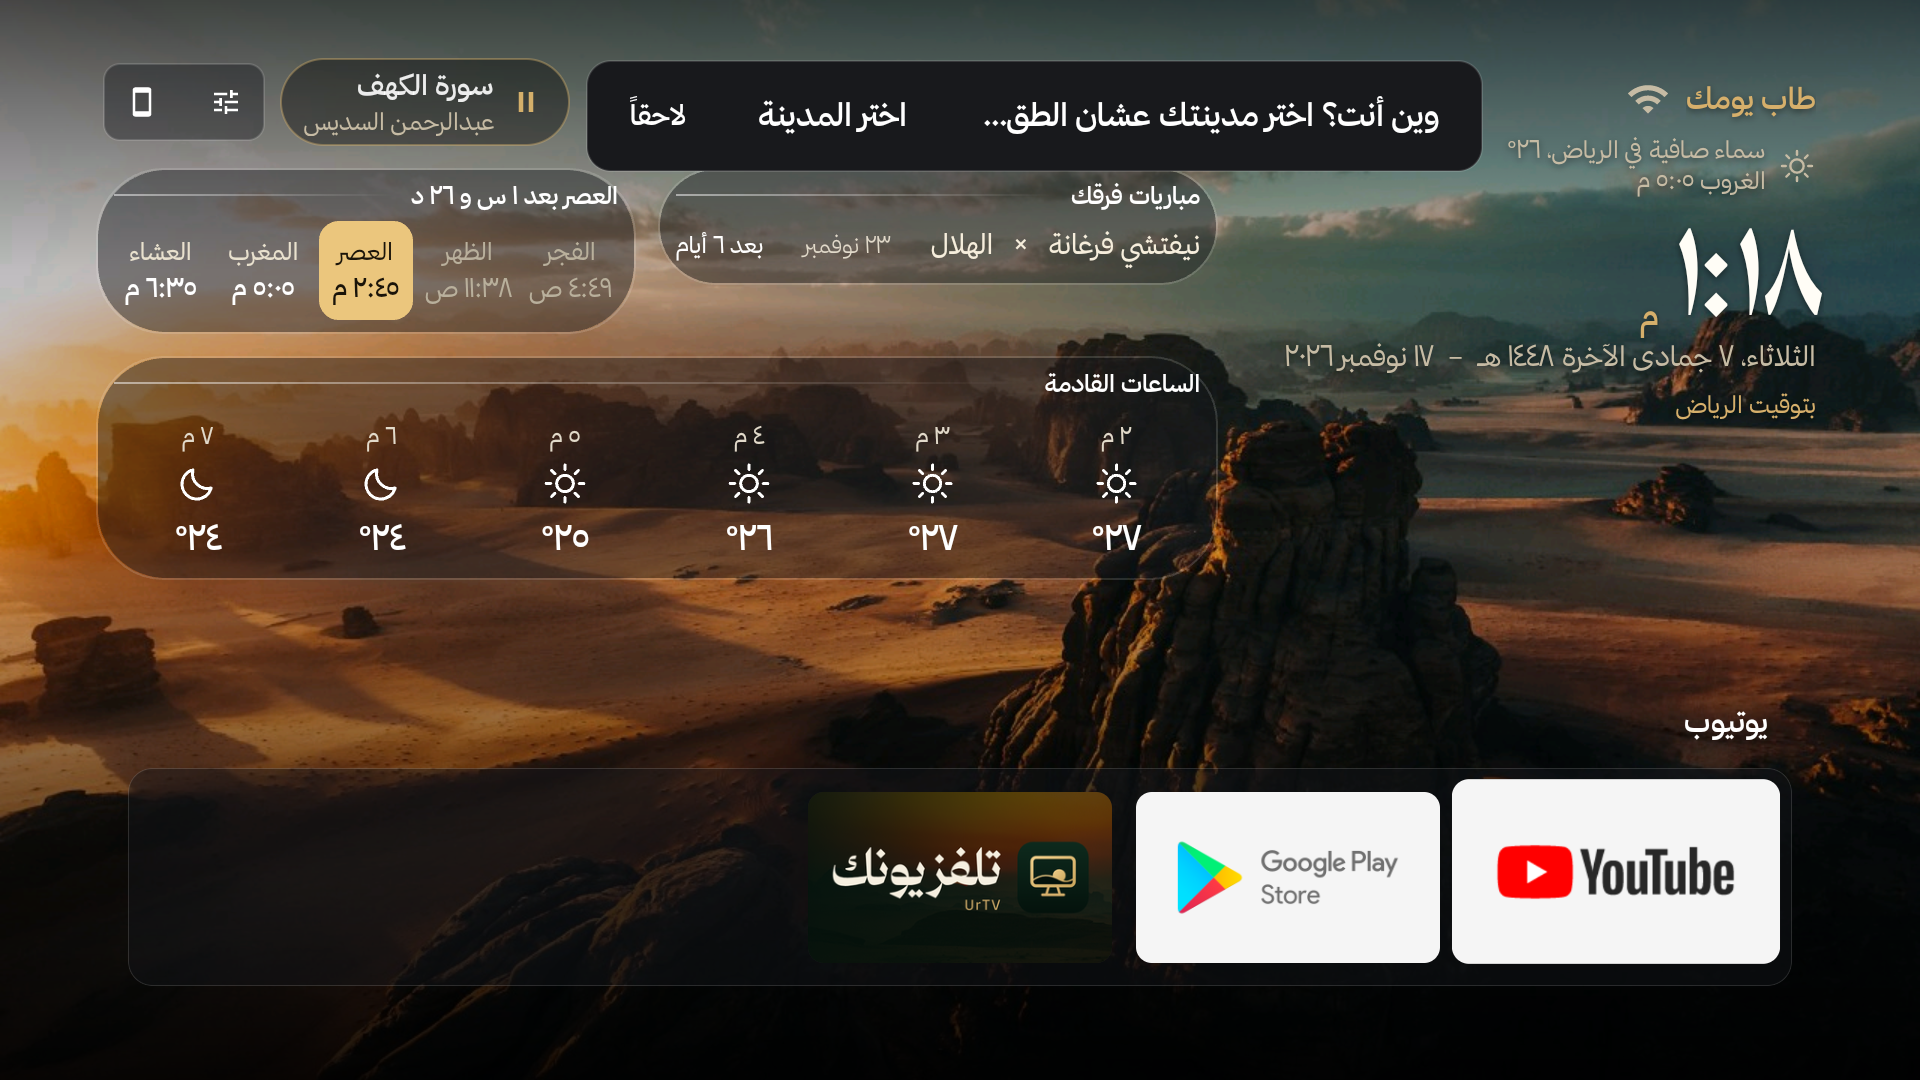 طاب يومك
سماء صافية في الرياض، ٢٦°
الغروب ٥:٠٥ م
١:١٨ م
الثلاثاء، ٧ جمادى الآخرة ١٤٤٨ هـ – ١٧ نوفمبر ٢٠٢٦
بتوقيت الرياض
وين أنت؟ اختر مدينتك عشان الطق... اختر المدينة لاحقاً
سورة الكهف
عبدالرحمن السديس
مباريات فرقك
نيفتشي فرغانة × الهلال ٢٣ نوفمبر بعد ٦ أيام
العصر بعد ١ س و ٢٦ د
الفجر الظهر العصر المغرب العشاء
٤:٤٩ ص ١١:٣٨ ص ٢:٤٥ م ٥:٠٥ م ٦:٣٥ م
الساعات القادمة
٢ م ٣ م ٤ م ٥ م ٦ م ٧ م
٢٧° ٢٧° ٢٦° ٢٥° ٢٤° ٢٤°
يوتيوب
YouTube
Google Play
Store
تلفزيونك
UrTV